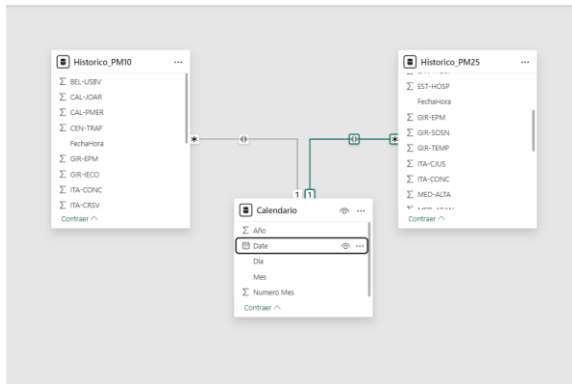 Historico_PM10 ...
BEL-USBV
CAL-JOAR
CAL-PMER
CEN-TRAF
FechaHora
GIR-EPM
GIR-IECO
ITA-CONC
ITA-CRSV
Contraer
Historico_PM25 ...
EST-HOSP
FechaHora
GIR-EPM
GIR-SOSN
GIR-TEMP
ITA-CJUS
ITA-CONC
MED-ALTA
Contraer
1 1
Calendario ...
Año
Date ...
Día
Mes
Numero Mes
Contraer